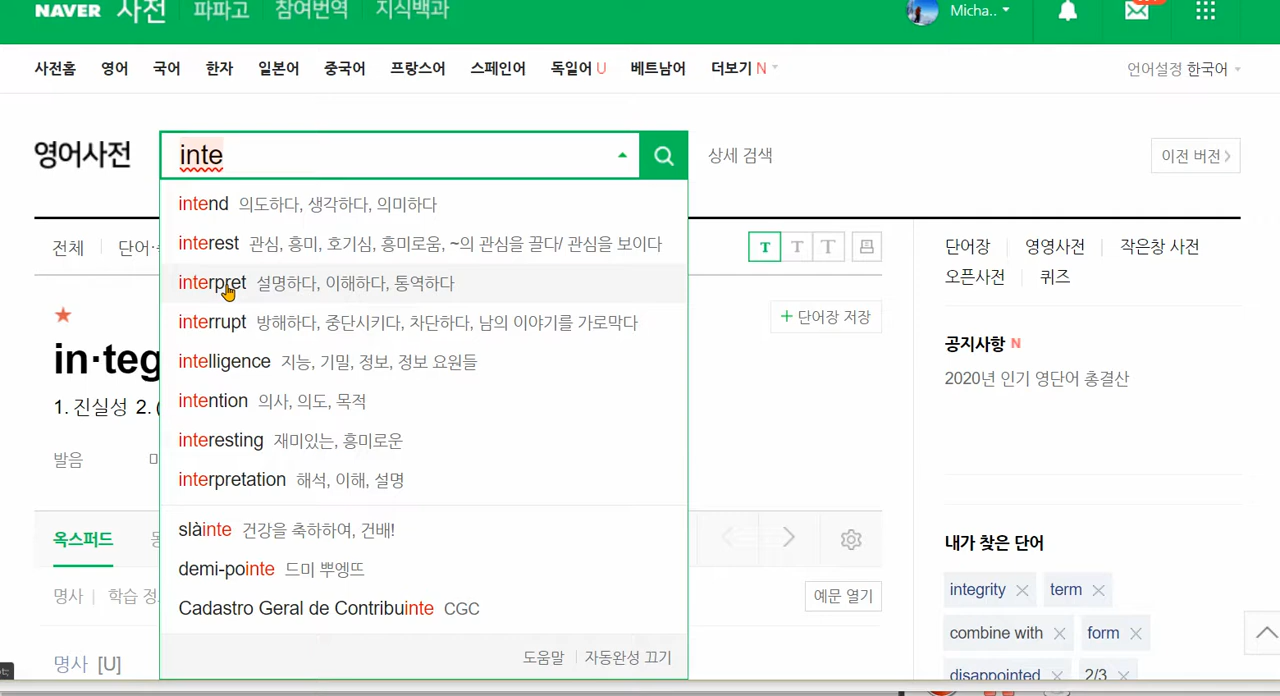 NAVER 사전 파파고 참여번역 지식백과 Micha..
사전홈 영어 국어 한자 일본어 중국어 프랑스어 스페인어 독일어 U 베트남어 더보기 N 언어설정 한국어
영어사전 inte 상세 검색 이전 버전
intend 의도하다, 생각하다, 의미하다
전체 단어· T T T 단어장 영영사전 작은창 사전
interest 관심, 흥미, 호기심, 흥미로움, ~의 관심을 끌다/ 관심을 보이다
오픈사전 퀴즈
interpret 설명하다, 이해하다, 통역하다
+ 단어장 저장
interrupt 방해하다, 중단시키다, 차단하다, 남의 이야기를 가로막다
공지사항 N
in·teg
intelligence 지능, 기밀, 정보, 정보 요원들
2020년 인기 영단어 총결산
1. 진실성 2. (
intention 의사, 의도, 목적
interesting 재미있는, 흥미로운
발음
interpretation 해석, 이해, 설명
slàinte 건강을 축하하여, 건배!
옥스퍼드
내가 찾은 단어
demi-pointe 드미 뿌엥뜨
명사 학습 정
예문 열기
integrity term
Cadastro Geral de Contribuinte CGC
combine with form
도움말 자동완성 끄기
명사 [U]
disappointed 2/3